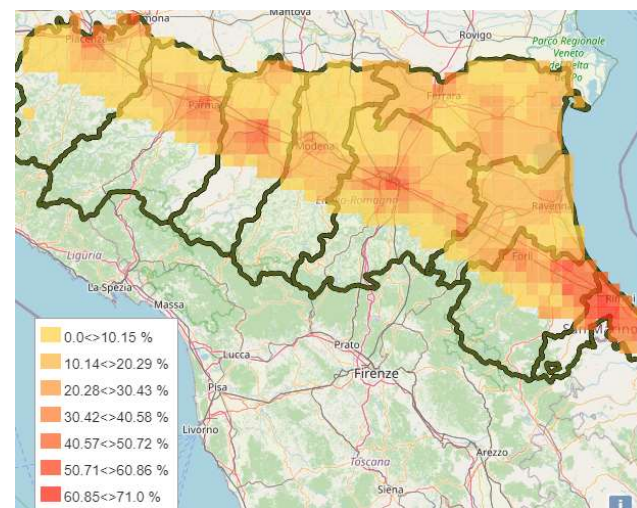 Mantova
Rovigo
Parco Regionale
Veneto
del Delta
del Po
Piacenza
Ferrara
Parma
Modena
Emilia-Romagna
Ravenna
Forlì
Liguria
La-Spezia
Massa
San Marino
0.0<>10.15 %
10.14<>20.29 %
20.28<>30.43 %
30.42<>40.58 %
40.57<>50.72 %
50.71<>60.86 %
60.85<>71.0 %
Lucca
Prato
Firenze
Pisa
Livorno
Arezzo
Toscana
Siena
i